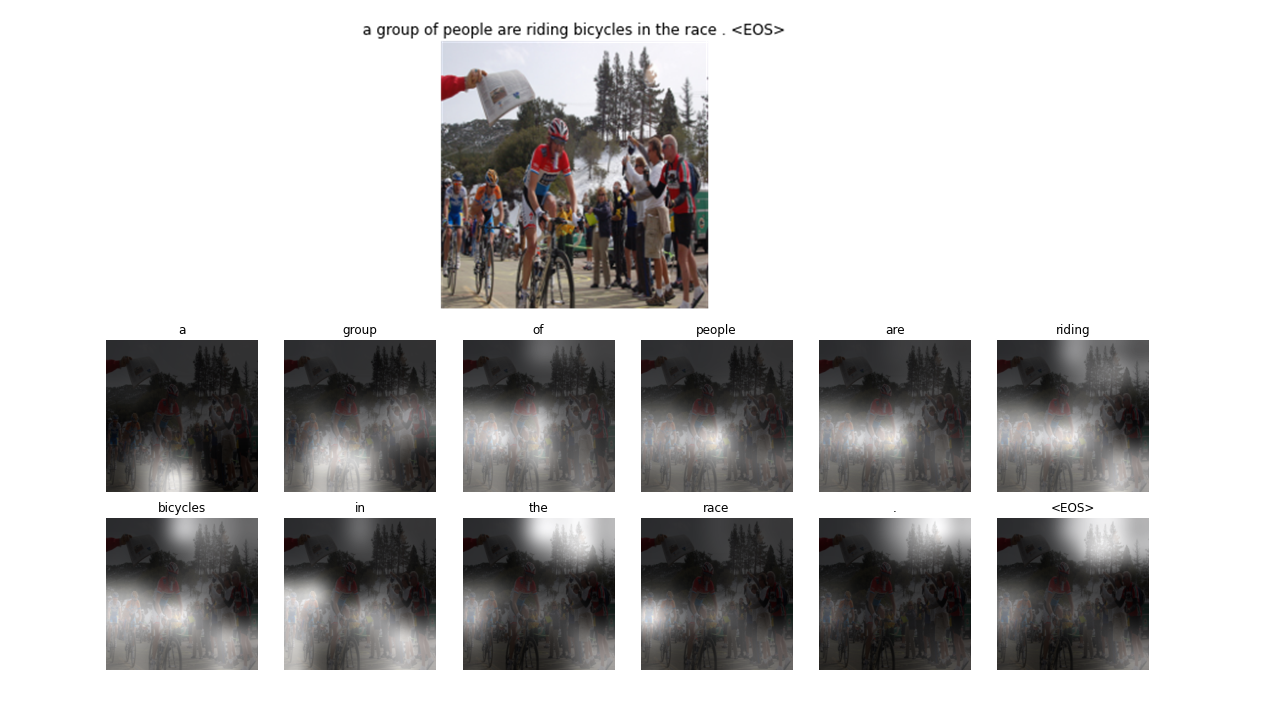 a group of people are riding bicycles in the race . <EOS>
a group of people are riding
bicycles in the race . <EOS>